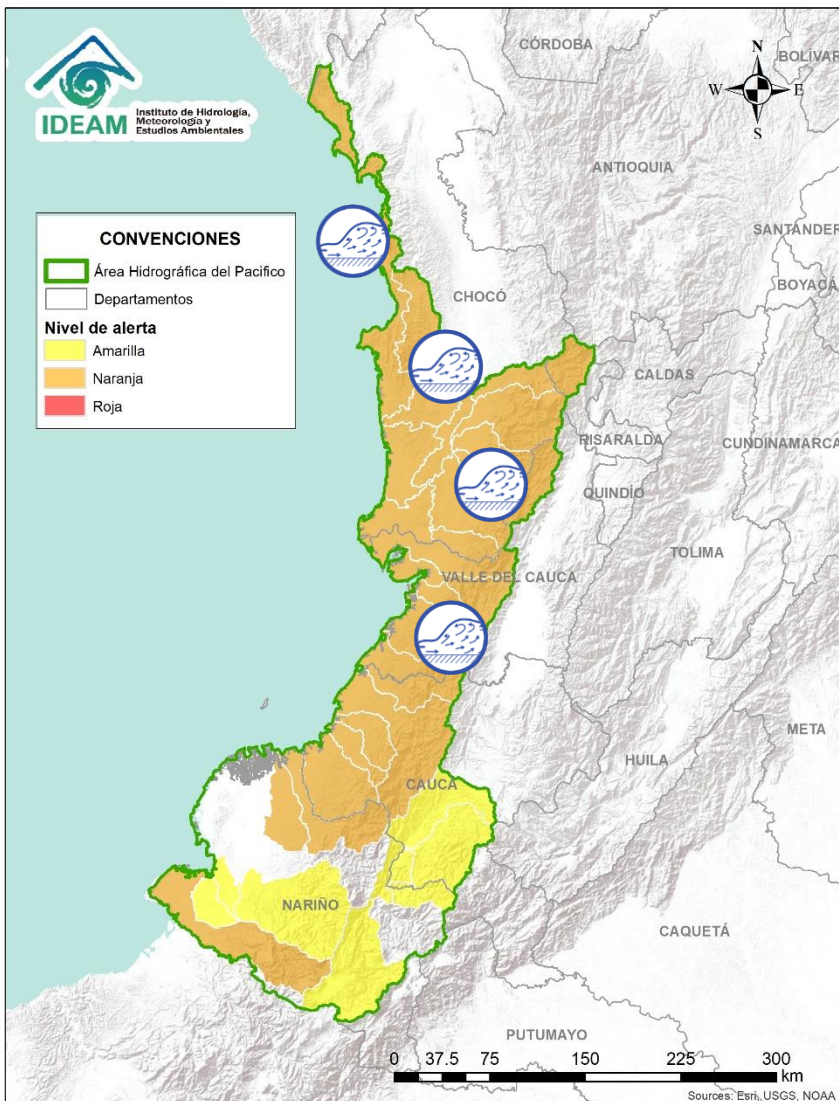 CÓRDOBA
BOLÍVAR
N
W
E
S
IDEAM
Instituto de Hidrología,
Meteorología y
Estudios Ambientales
ANTIOQUIA
SANTANDER
BOYACÁ
CONVENCIONES
Área Hidrográfica del Pacifico
Departamentos
Nivel de alerta
Amarilla
Naranja
Roja
CHOCÓ
CALDAS
RISARALDA
CUNDINAMARCA
QUINDÍO
TOLIMA
VALLE DEL CAUCA
META
HUILA
CAUCA
NARIÑO
CAQUETÁ
PUTUMAYO
0 37.5 75 150 225 300
km
Sources: Esri, USGS, NOAA